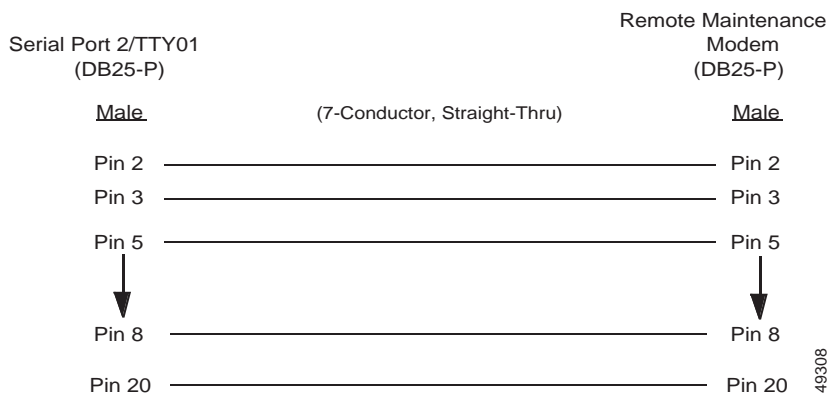 Serial Port 2/TTY01
(DB25-P)
Remote Maintenance
Modem
(DB25-P)
Male
(7-Conductor, Straight-Thru)
Male
Pin 2
Pin 2
Pin 3
Pin 3
Pin 5
Pin 5
Pin 8
Pin 8
Pin 20
Pin 20
49308